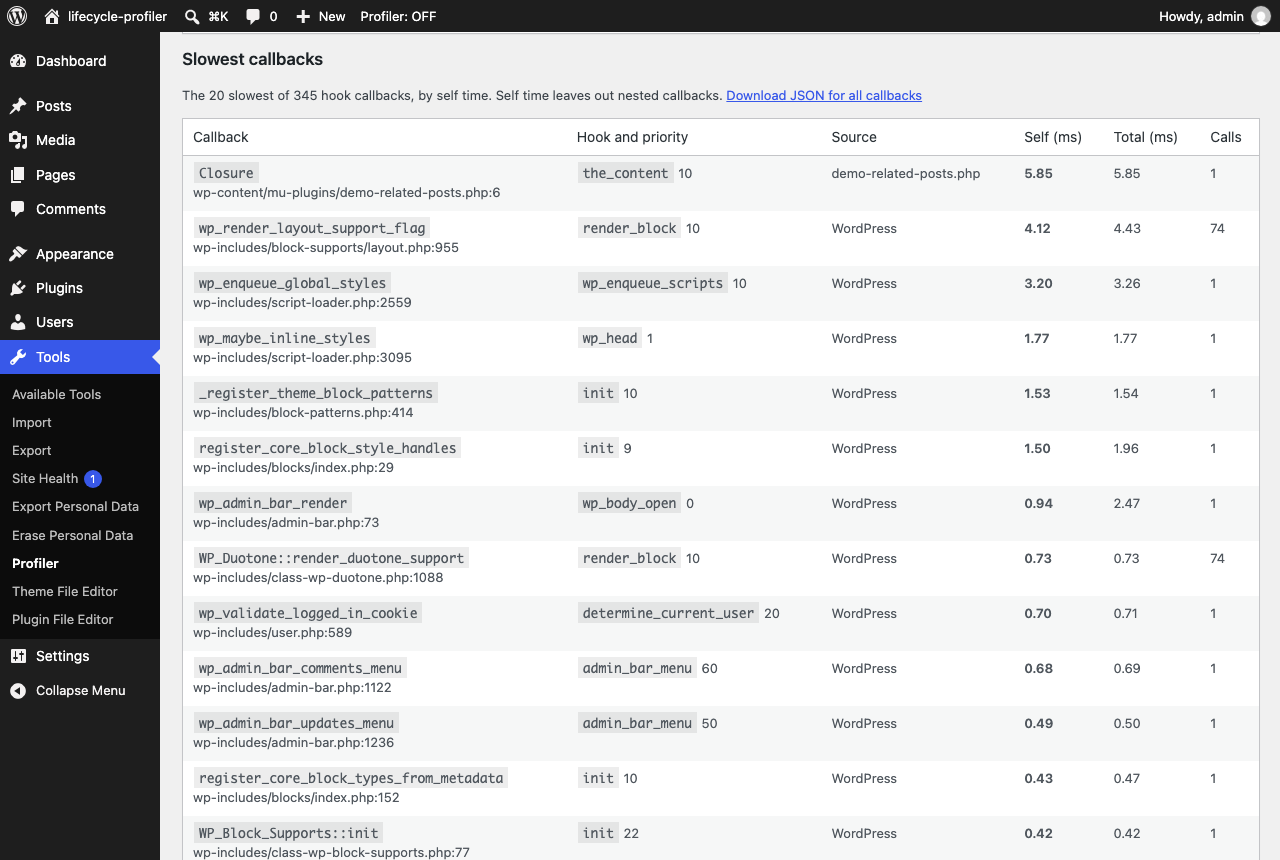 lifecycle-profiler ⌘K 0 New Profiler: OFF Howdy, admin
Dashboard
Posts
Media
Pages
Comments
Appearance
Plugins
Users
Tools
Available Tools
Import
Export
Site Health 1
Export Personal Data
Erase Personal Data
Profiler
Theme File Editor
Plugin File Editor
Settings
Collapse Menu
Slowest callbacks
The 20 slowest of 345 hook callbacks, by self time. Self time leaves out nested callbacks. Download JSON for all callbacks
Callback Hook and priority Source Self (ms) Total (ms) Calls
Closure the_content 10 demo-related-posts.php 5.85 5.85 1
wp-content/mu-plugins/demo-related-posts.php:6
wp_render_layout_support_flag render_block 10 WordPress 4.12 4.43 74
wp-includes/block-supports/layout.php:955
wp_enqueue_global_styles wp_enqueue_scripts 10 WordPress 3.20 3.26 1
wp-includes/script-loader.php:2559
wp_maybe_inline_styles wp_head 1 WordPress 1.77 1.77 1
wp-includes/script-loader.php:3095
_register_theme_block_patterns init 10 WordPress 1.53 1.54 1
wp-includes/block-patterns.php:414
register_core_block_style_handles init 9 WordPress 1.50 1.96 1
wp-includes/blocks/index.php:29
wp_admin_bar_render wp_body_open 0 WordPress 0.94 2.47 1
wp-includes/admin-bar.php:73
WP_Duotone::render_duotone_support render_block 10 WordPress 0.73 0.73 74
wp-includes/class-wp-duotone.php:1088
wp_validate_logged_in_cookie determine_current_user 20 WordPress 0.70 0.71 1
wp-includes/user.php:589
wp_admin_bar_comments_menu admin_bar_menu 60 WordPress 0.68 0.69 1
wp-includes/admin-bar.php:1122
wp_admin_bar_updates_menu admin_bar_menu 50 WordPress 0.49 0.50 1
wp-includes/admin-bar.php:1236
register_core_block_types_from_metadata init 10 WordPress 0.43 0.47 1
wp-includes/blocks/index.php:152
WP_Block_Supports::init init 22 WordPress 0.42 0.42 1
wp-includes/class-wp-block-supports.php:77